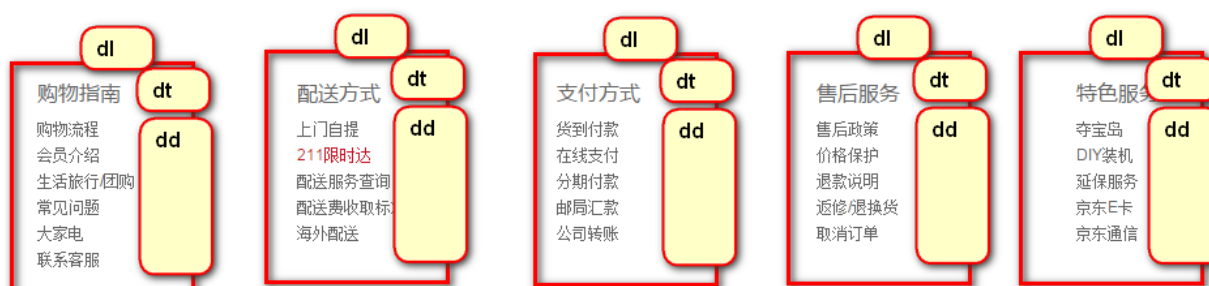 dl
dt
购物指南
dd
购物流程
会员介绍
生活旅行/团购
常见问题
大家电
联系客服
dl
dt
配送方式
dd
上门自提
211限时达
配送服务查询
配送费收取标
海外配送
dl
dt
支付方式
dd
货到付款
在线支付
分期付款
邮局汇款
公司转账
dl
dt
售后服务
dd
售后政策
价格保护
退款说明
返修/退换货
取消订单
dl
dt
特色服务
dd
夺宝岛
DIY装机
延保服务
京东E卡
京东通信